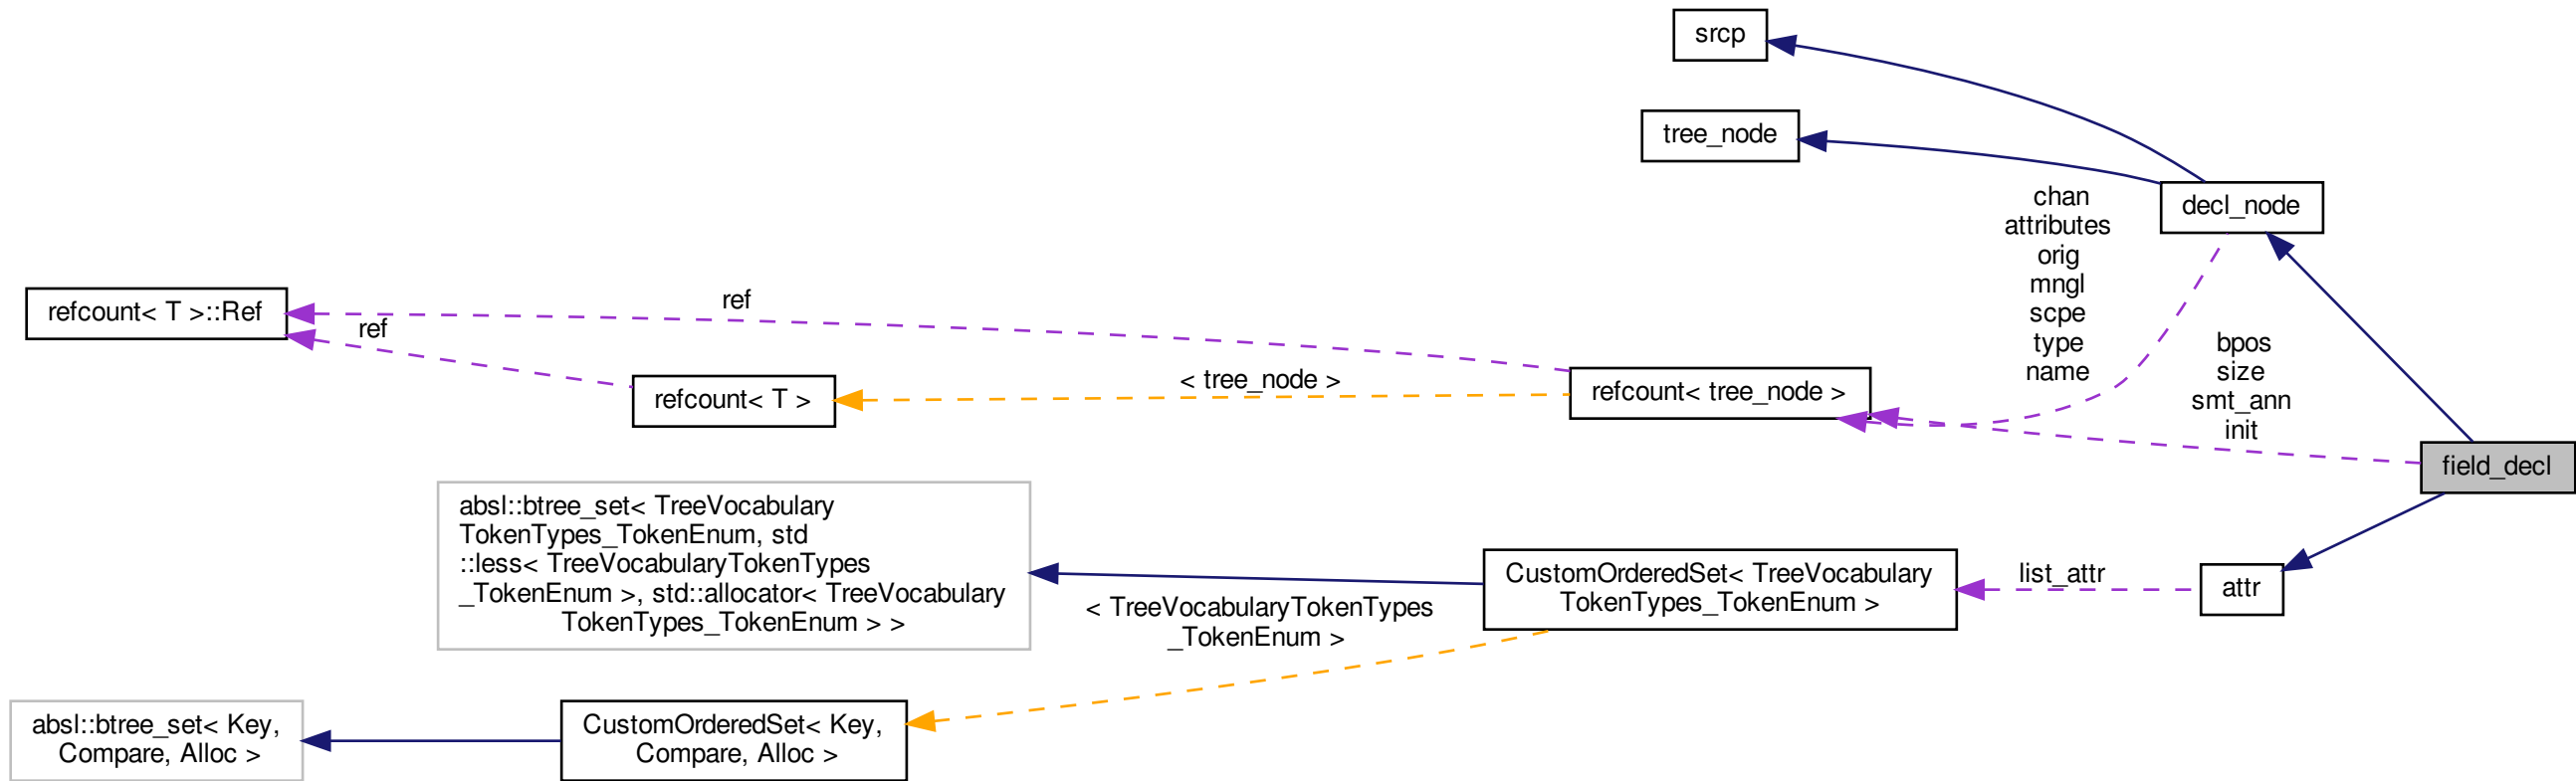 srcp
tree_node
decl_node
chan
attributes
orig
mngl
scpe
type
name
refcount< T >::Ref
ref
ref
refcount< T >
< tree_node >
refcount< tree_node >
bpos
size
smt_ann
init
field_decl
absl::btree_set< TreeVocabulary
TokenTypes_TokenEnum, std
::less< TreeVocabularyTokenTypes
_TokenEnum >, std::allocator< TreeVocabulary
TokenTypes_TokenEnum > >
< TreeVocabularyTokenTypes
_TokenEnum >
CustomOrderedSet< TreeVocabulary
TokenTypes_TokenEnum >
list_attr
attr
absl::btree_set< Key,
Compare, Alloc >
CustomOrderedSet< Key,
Compare, Alloc >